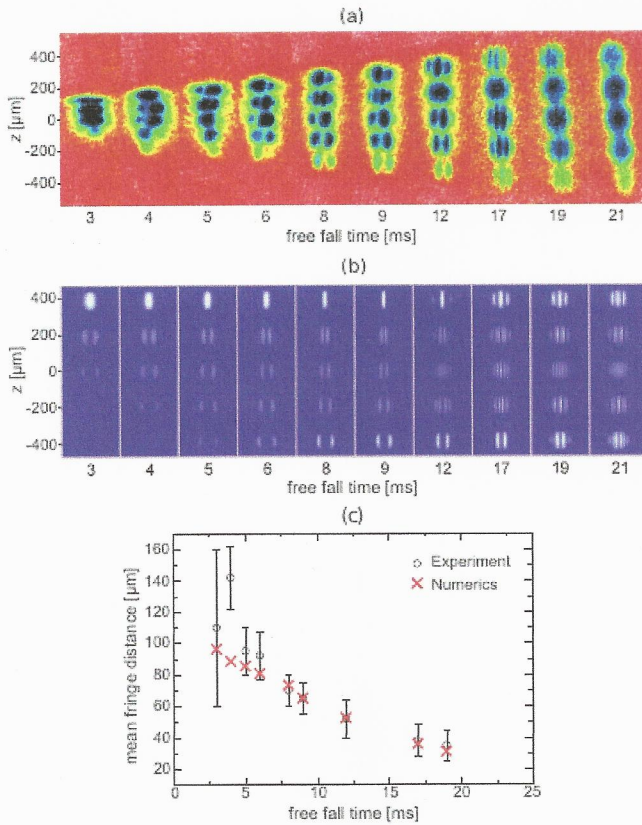 (a)
400
200
0
-200
-400
z [µm]
3 4 5 6 8 9 12 17 19 21
free fall time [ms]
(b)
400
200
0
-200
-400
z [µm]
3 4 5 6 8 9 12 17 19 21
free fall time [ms]
(c)
160
140
120
100
80
60
40
20
mean fringe distance [µm]
Experiment
Numerics
0 5 10 15 20 25
free fall time [ms]